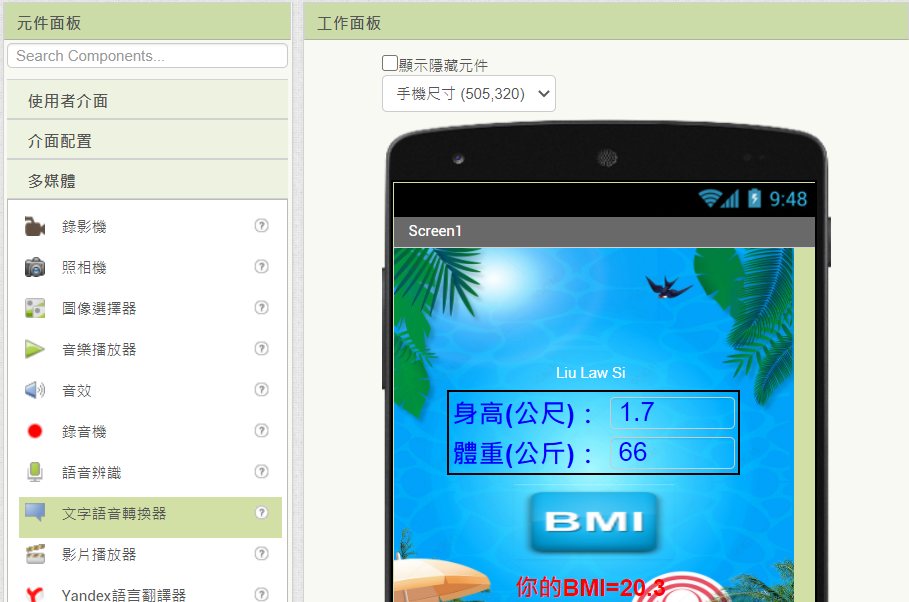 元件面板
Search Components...
使用者介面
介面配置
多媒體
錄影機
照相機
圖像選擇器
音樂播放器
音效
錄音機
語音辨識
文字語音轉換器
影片播放器
Yandex語言翻譯器
工作面板
顯示隱藏元件
手機尺寸 (505,320)
9:48
Screen1
Liu Law Si
身高(公尺)： 1.7
體重(公斤)： 66
BMI
你的BMI=20.3